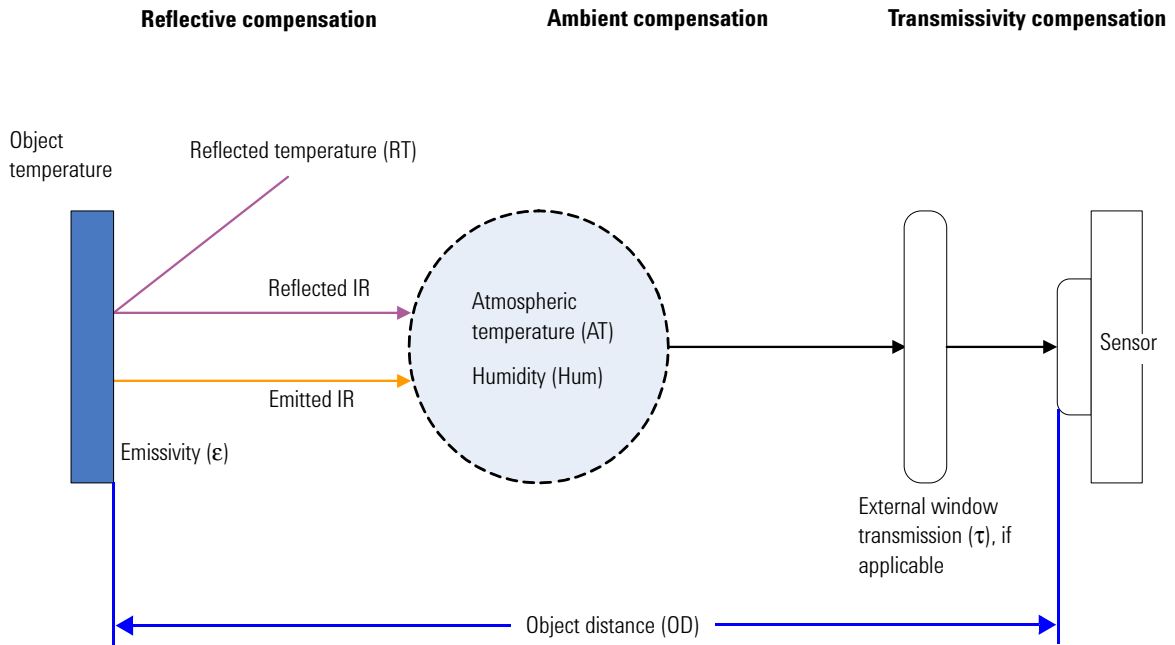 Reflective compensation
Ambient compensation
Transmissivity compensation
Object
temperature
Reflected temperature (RT)
Reflected IR
Emitted IR
Emissivity (ε)
Atmospheric
temperature (AT)
Humidity (Hum)
Sensor
External window
transmission (τ), if
applicable
Object distance (OD)